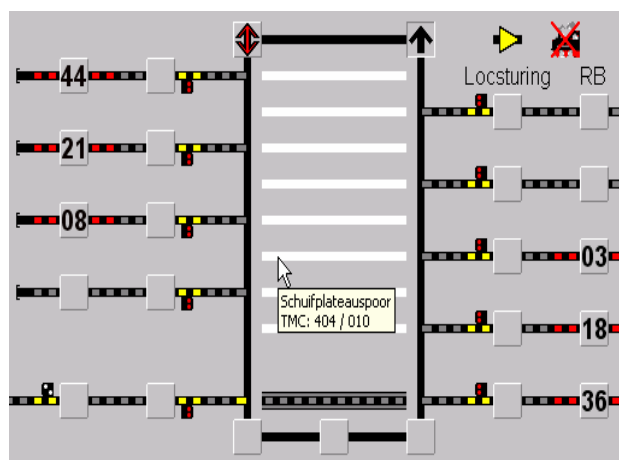 Locsturing RB
44
21
08
03
Schuifplateauspoor
TMC: 404 / 010
18
36